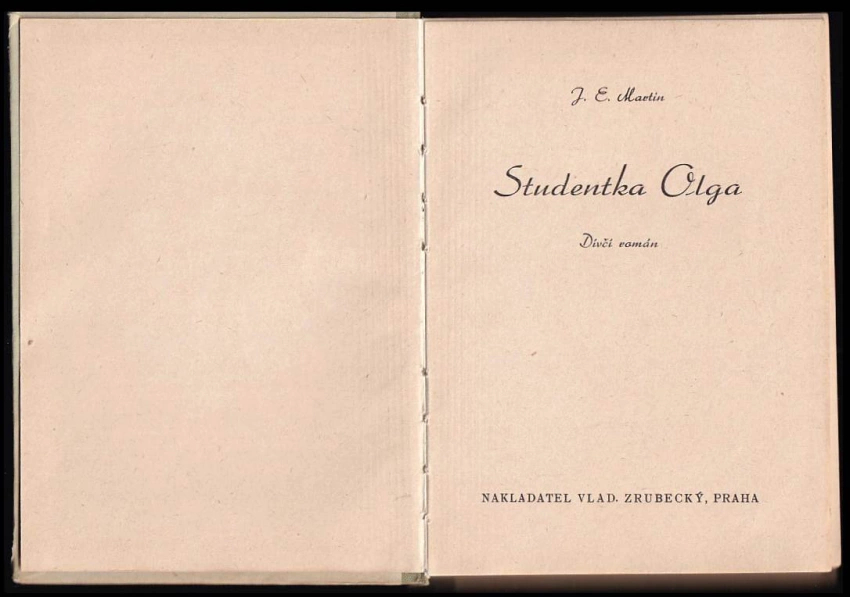 J. E. Martin
Studentka Olga
Dívčí román
NAKLADATEL VLAD. ZRUBECKÝ, PRAHA